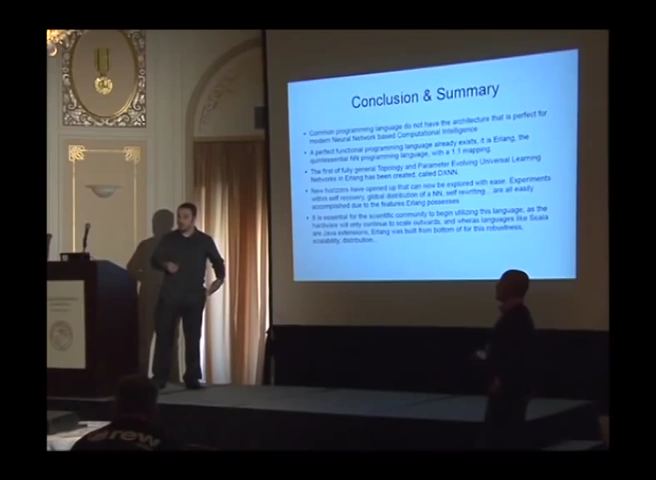 Conclusion & Summary
• Common programming language do not have the architecture that is perfect for
modern Neural Network based Computational Intelligence
• A perfect functional programming language already exists, it is Erlang, the
quintessential NN programming language, with a 1:1 mapping.
• The first of fully general Topology and Parameter Evolving Universal Learning
Networks in Erlang has been created, called DXNN.
• New horizons have opened up that can now be explored with ease. Experiments
within self recovery, global distribution of a NN, self rewriting... are all easily
accomplished due to the features Erlang possesses.
• It is essential for the scientific community to begin utilizing this language, as the
hardware will only continue to scale outwards, and wheras languages like Scala
are Java extensions, Erlang was built from bottom of for this robustness,
scalability, distribution...
crew